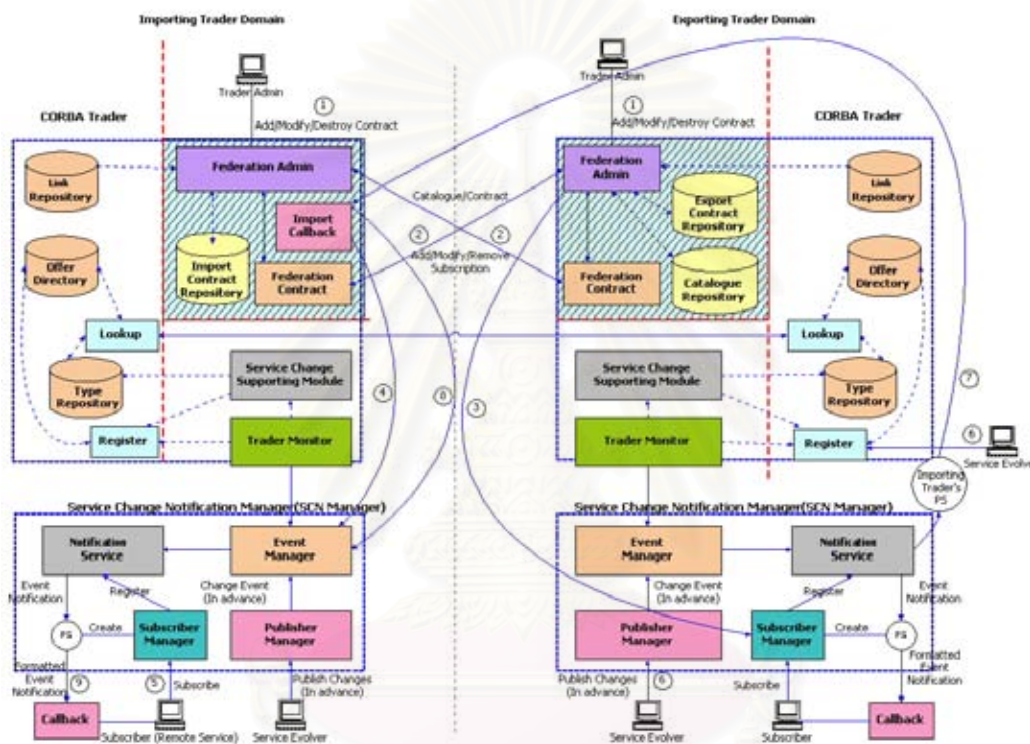 Importing Trader Domain
Exporting Trader Domain
Trader Admin
Trader Admin
CORBA Trader
1
Add/Modify/Destroy Contract
1
Add/Modify/Destroy Contract
CORBA Trader
Link
Repository
Federation Admin
Import
Callback
Import
Contract
Repository
Federation
Contract
Catalogue/Contract
2
2
Add/Modify/Remove
Subscription
Federation
Admin
Export
Contract
Repository
Federation
Contract
Catalogue
Repository
Link
Repository
Offer
Directory
Offer
Directory
Lookup
Lookup
Type
Repository
Service Change
Supporting Module
4
8
3
Service Change
Supporting Module
Type
Repository
7
Register
Trader Monitor
Trader Monitor
Register
6
Service Evolver
Importing
Trader's
PS
Service Change Notification Manager(SCN Manager)
Service Change Notification Manager(SCN Manager)
Notification
Service
Event
Manager
Event
Manager
Notification
Service
Event
Notification
Register
Change Event
(In advance)
Change Event
(In advance)
Register
Event
Notification
PS
Create
Subscriber
Manager
Publisher
Manager
Publisher
Manager
Subscriber
Manager
Create
PS
Formatted
Event
Notification
9
5
Subscribe
Publish Changes
(In advance)
Publish Changes
(In advance)
6
Subscribe
Formatted
Event
Notification
Callback
Subscriber (Remote Service)
Service Evolver
Service Evolver
Subscriber
Callback